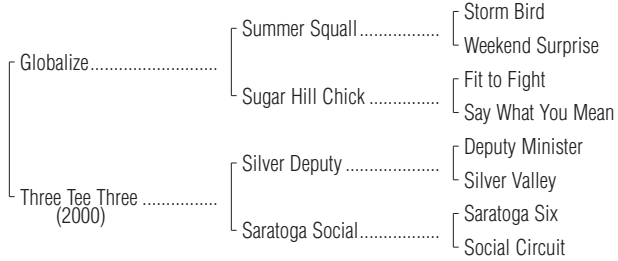 Storm Bird
Summer Squall..................
Weekend Surprise
Globalize............................
Fit to Fight
Sugar Hill Chick ...............
Say What You Mean
Deputy Minister
Silver Deputy ....................
Silver Valley
Three Tee Three ................
(2000)
Saratoga Six
Saratoga Social.................
Social Circuit